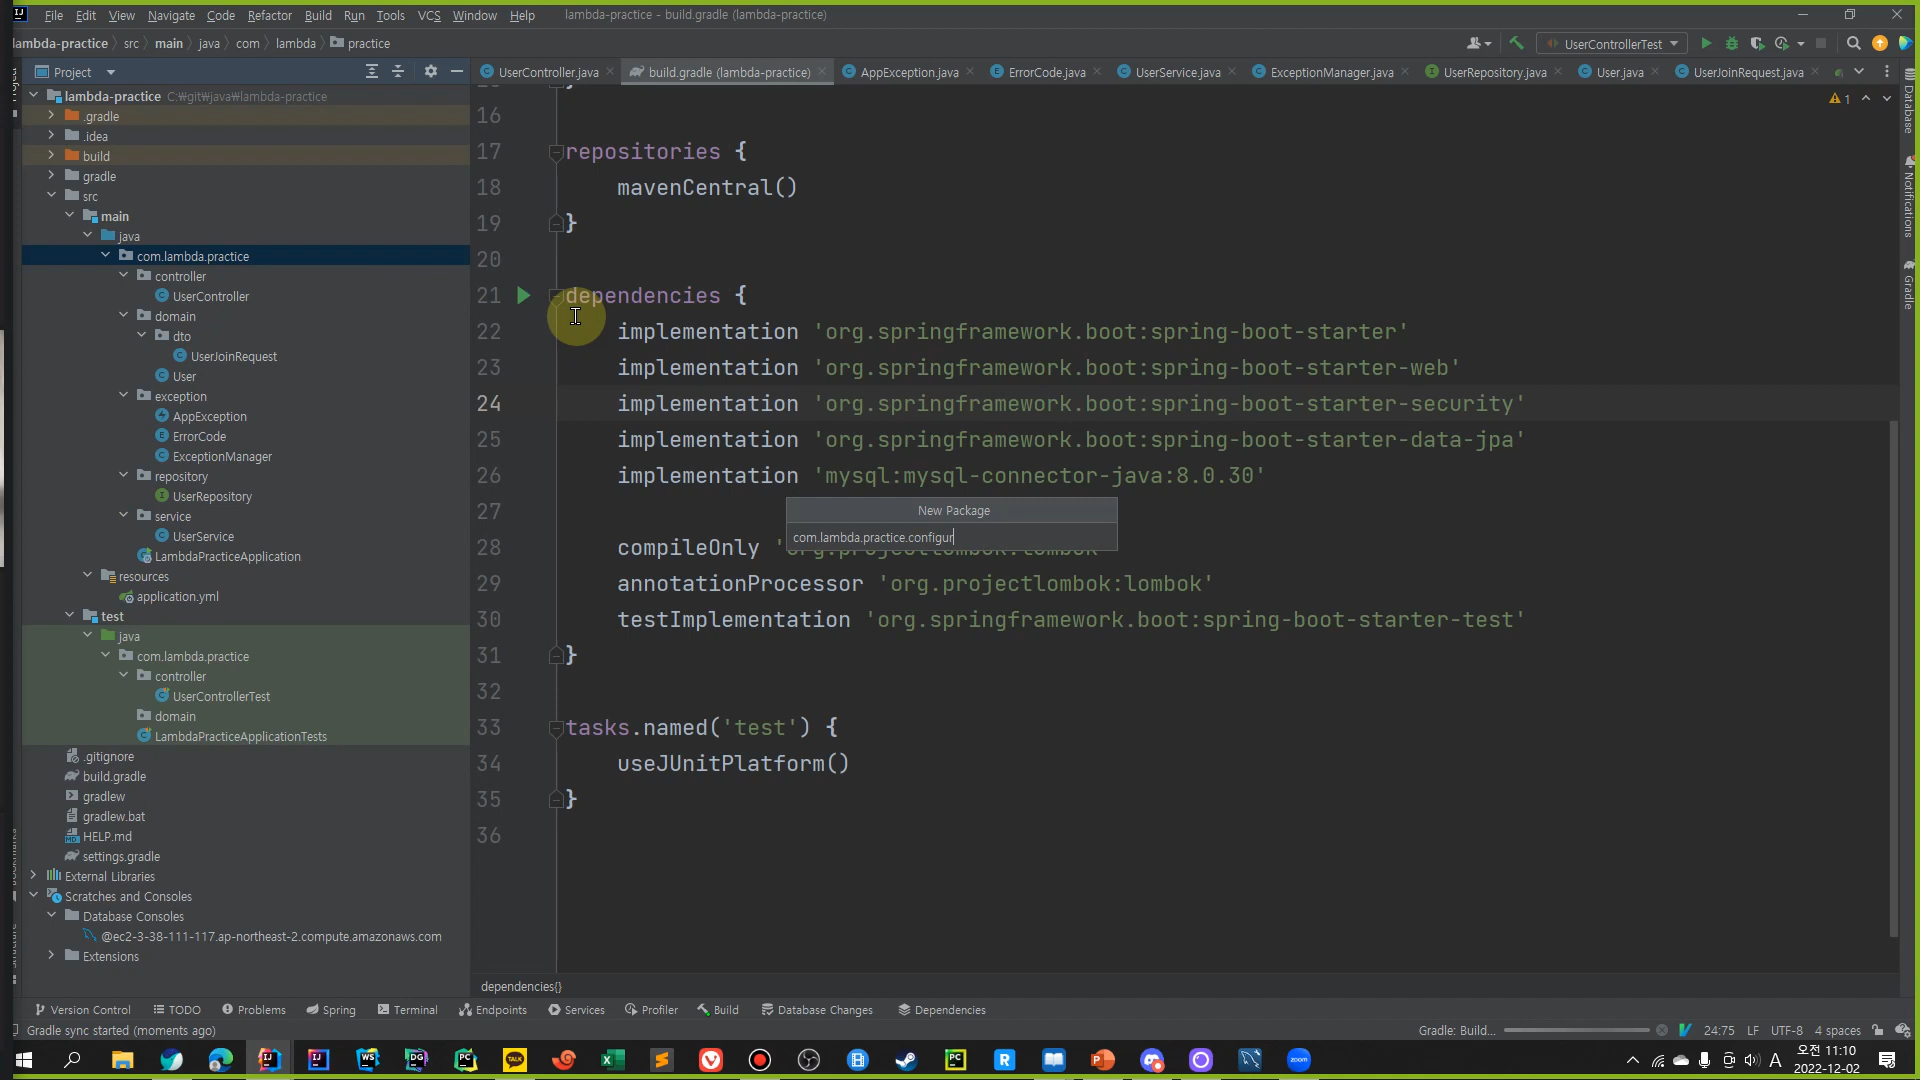 File Edit View Navigate Code Refactor Build Run Tools VCS Window Help lambda-practice - build.gradle (lambda-practice)
lambda-practice src main java com lambda practice
UserControllerTest
Project
UserController.java build.gradle (lambda-practice) AppException.java ErrorCode.java UserService.java ExceptionManager.java UserRepository.java User.java UserJoinRequest.java
lambda-practice C:₩git₩java₩lambda-practice
.gradle
.idea
build
gradle
src
main
java
com.lambda.practice
controller
UserController
domain
dto
UserJoinRequest
User
exception
AppException
ErrorCode
ExceptionManager
repository
UserRepository
service
UserService
LambdaPracticeApplication
resources
application.yml
test
java
com.lambda.practice
controller
UserControllerTest
domain
LambdaPracticeApplicationTests
.gitignore
build.gradle
gradlew
gradlew.bat
HELP.md
settings.gradle
External Libraries
Scratches and Consoles
Database Consoles
@ec2-3-38-111-117.ap-northeast-2.compute.amazonaws.com
Extensions
1
16
17 repositories {
18 mavenCentral()
19 }
20
21 dependencies {
22 implementation 'org.springframework.boot:spring-boot-starter'
23 implementation 'org.springframework.boot:spring-boot-starter-web'
24 implementation 'org.springframework.boot:spring-boot-starter-security'
25 implementation 'org.springframework.boot:spring-boot-starter-data-jpa'
26 implementation 'mysql:mysql-connector-java:8.0.30'
27
28 compileOnly 'org.projectlombok:lombok'
29 annotationProcessor 'org.projectlombok:lombok'
30 testImplementation 'org.springframework.boot:spring-boot-starter-test'
31 }
32
33 tasks.named('test') {
34 useJUnitPlatform()
35 }
36
New Package
com.lambda.practice.configur
Database
Notifications
Gradle
dependencies{}
Version Control TODO Problems Spring Terminal Endpoints Services Profiler Build Database Changes Dependencies
Gradle sync started (moments ago)
Gradle: Build... 24:75 LF UTF-8 4 spaces
A 오전 11:10
2022-12-02